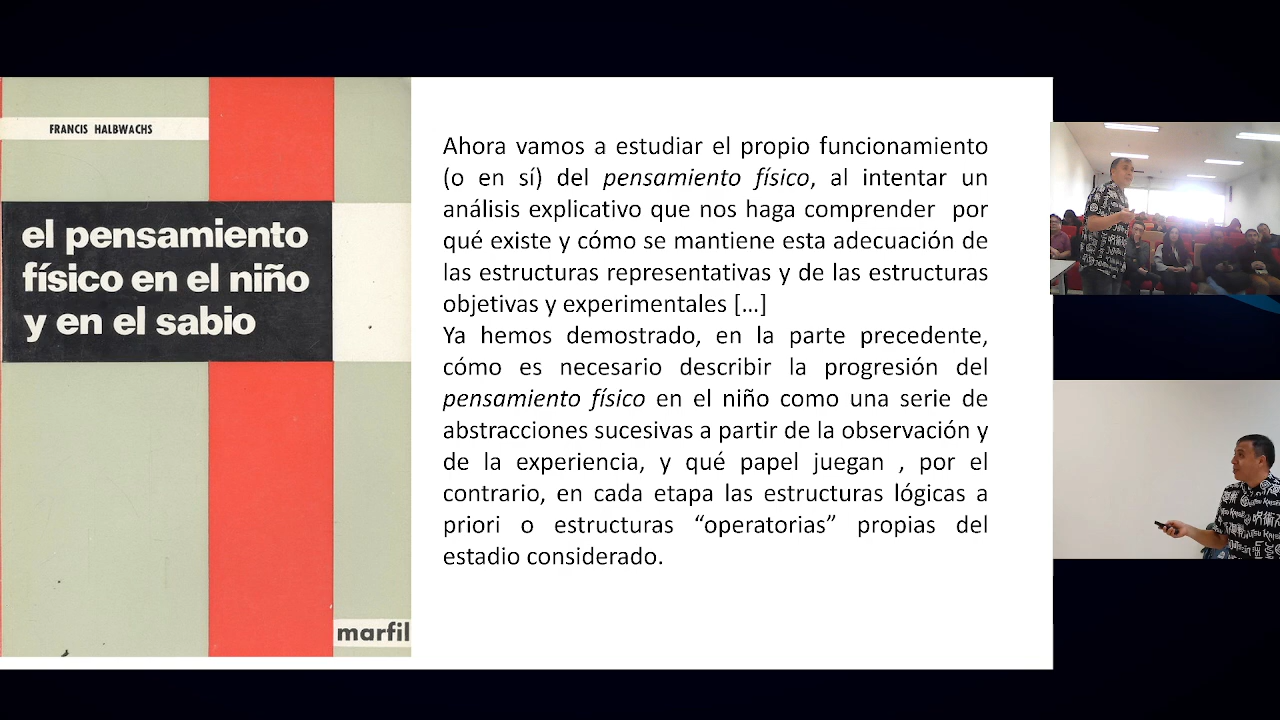 FRANCIS HALBWACHS
el pensamiento
físico en el niño
y en el sabio
marfil
Ahora vamos a estudiar el propio funcionamiento
(o en sí) del pensamiento físico, al intentar un
análisis explicativo que nos haga comprender por
qué existe y cómo se mantiene esta adecuación de
las estructuras representativas y de las estructuras
objetivas y experimentales […]
Ya hemos demostrado, en la parte precedente,
cómo es necesario describir la progresión del
pensamiento físico en el niño como una serie de
abstracciones sucesivas a partir de la observación y
de la experiencia, y qué papel juegan , por el
contrario, en cada etapa las estructuras lógicas a
priori o estructuras “operatorias” propias del
estadio considerado.